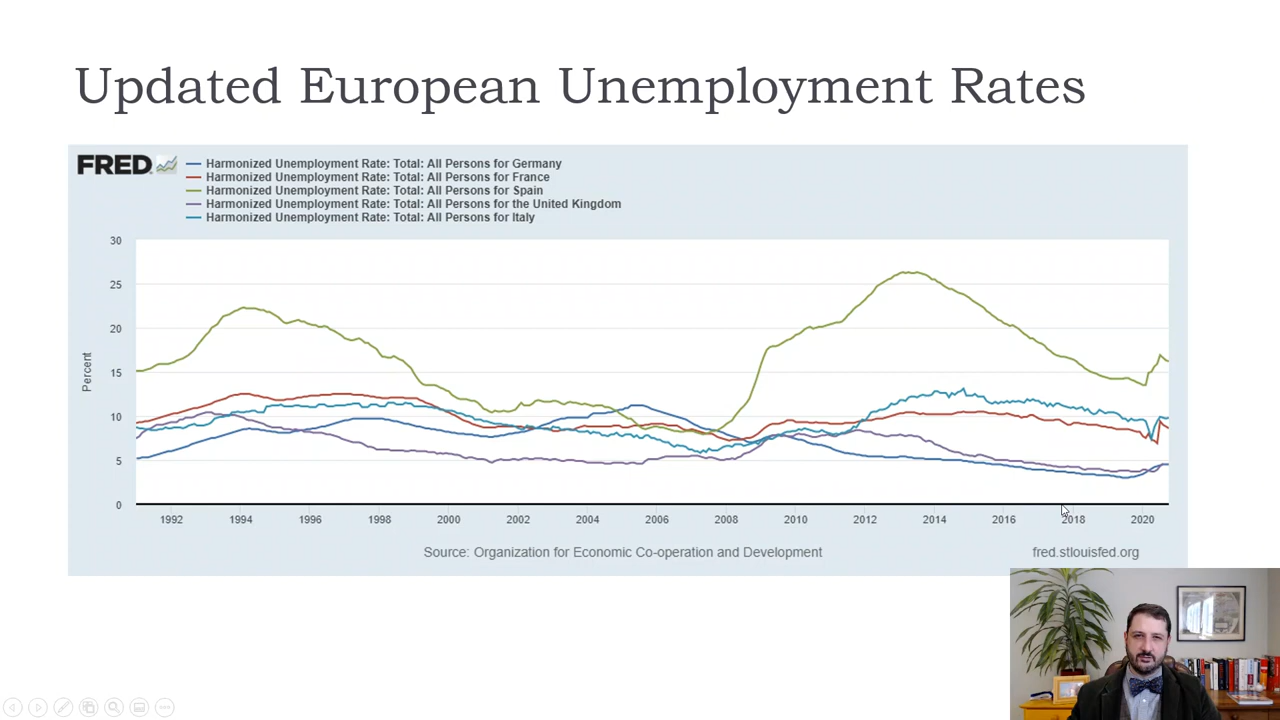 Updated European Unemployment Rates
FRED
Harmonized Unemployment Rate: Total: All Persons for Germany
Harmonized Unemployment Rate: Total: All Persons for France
Harmonized Unemployment Rate: Total: All Persons for Spain
Harmonized Unemployment Rate: Total: All Persons for the United Kingdom
Harmonized Unemployment Rate: Total: All Persons for Italy
30
25
20
15
10
5
0
Percent
1992 1994 1996 1998 2000 2002 2004 2006 2008 2010 2012 2014 2016 2018 2020
Source: Organization for Economic Co-operation and Development
fred.stlouisfed.org